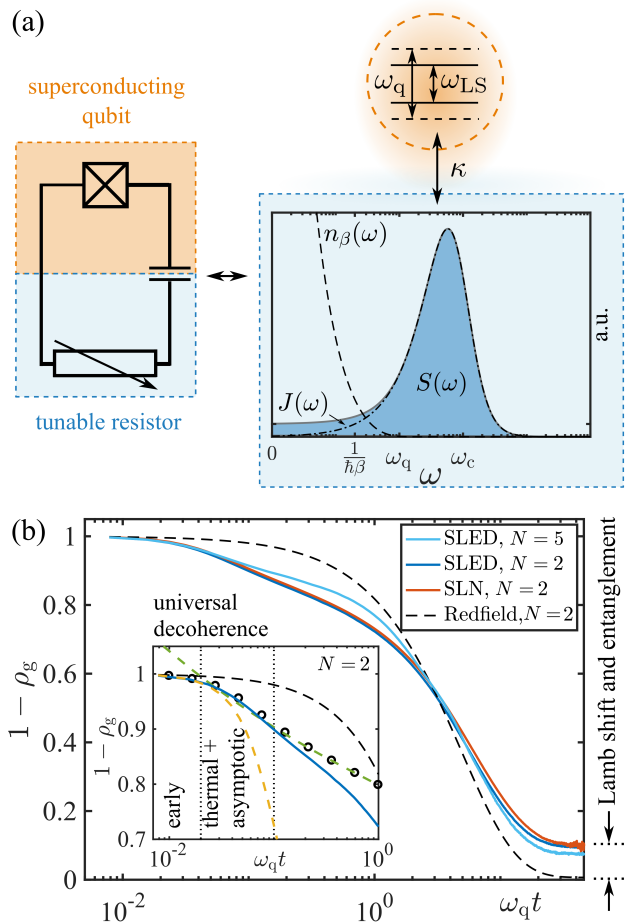 (a)
superconducting
qubit
tunable resistor
ω_q
ω_LS
κ
n_β(ω)
J(ω)
S(ω)
a.u.
0
1/ħβ
ω_q
ω_c
ω
(b)
1 − ρ_g
1
0.8
0.6
0.4
0.2
0
10^-2
10^0
ω_q t
SLED, N = 5
SLED, N = 2
SLN, N = 2
Redfield, N = 2
Lamb shift and entanglement
universal
decoherence
N = 2
1 − ρ_g
1
0.9
0.8
0.7
early
thermal +
asymptotic
10^-2
ω_q t
10^0